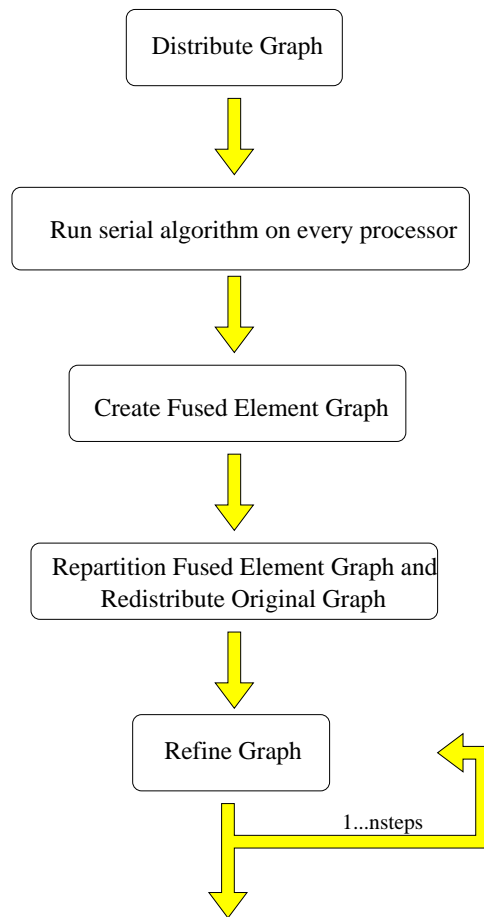 Distribute Graph
Run serial algorithm on every processor
Create Fused Element Graph
Repartition Fused Element Graph and
Redistribute Original Graph
Refine Graph
1...nsteps